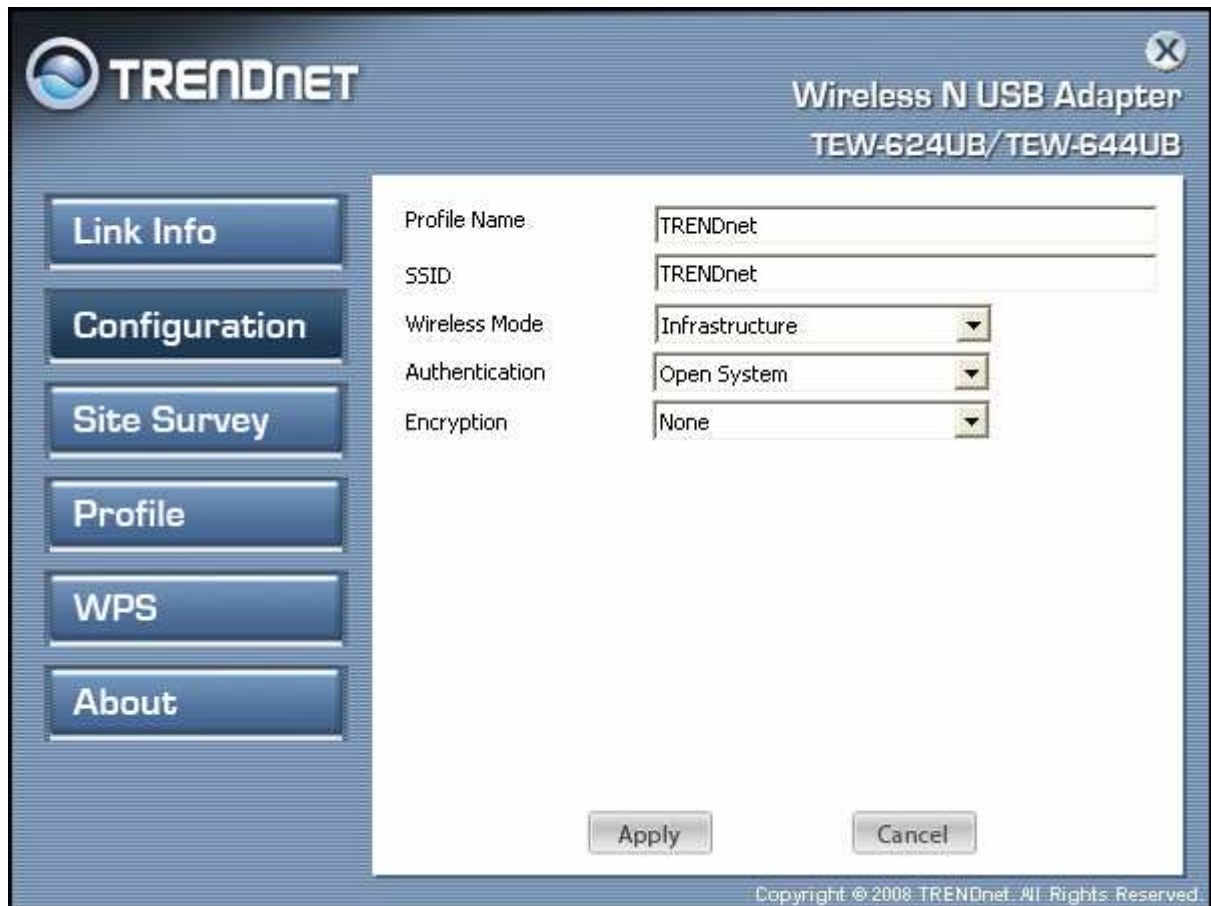 TRENDNET
X
Wireless N USB Adapter
TEW-624UB/TEW-644UB
Link Info
Configuration
Site Survey
Profile
WPS
About
Profile Name TRENDnet
SSID TRENDnet
Wireless Mode Infrastructure
Authentication Open System
Encryption None
Apply Cancel
Copyright © 2008 TRENDnet. All Rights Reserved.